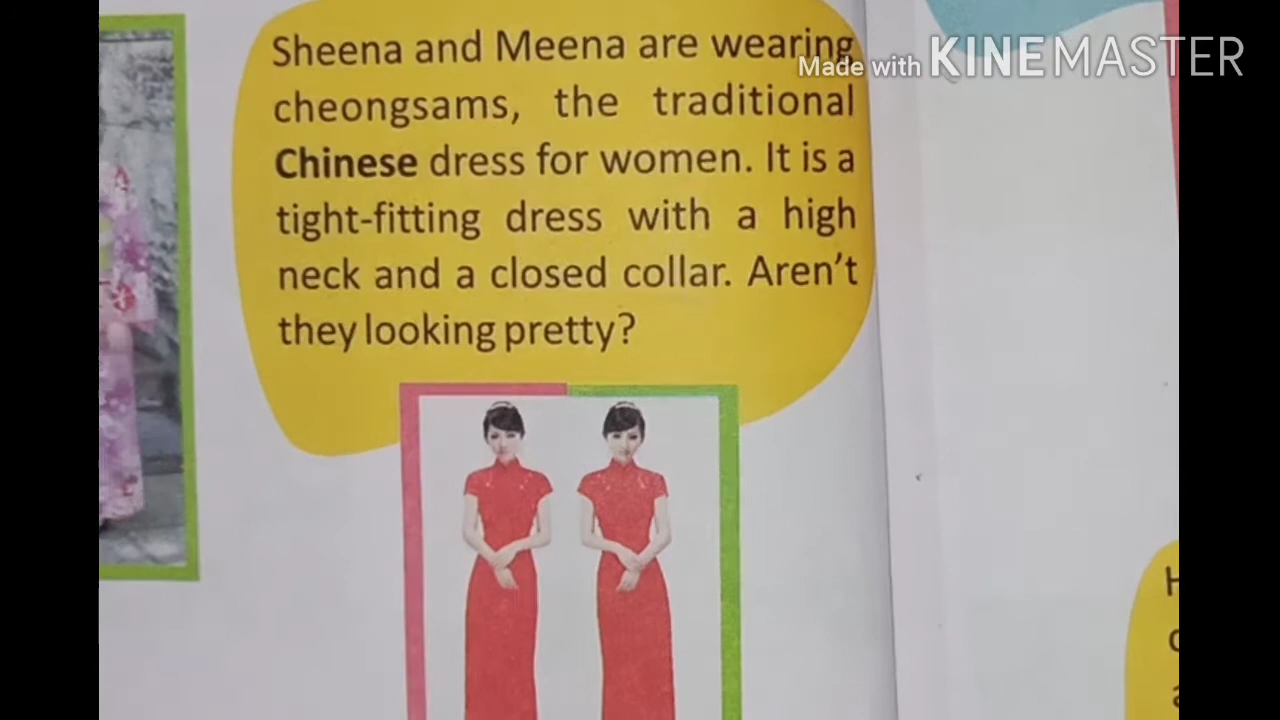 Sheena and Meena are wearing
cheongsams, the traditional
Chinese dress for women. It is a
tight-fitting dress with a high
neck and a closed collar. Aren't
they looking pretty?
Made with KINEMASTER
H